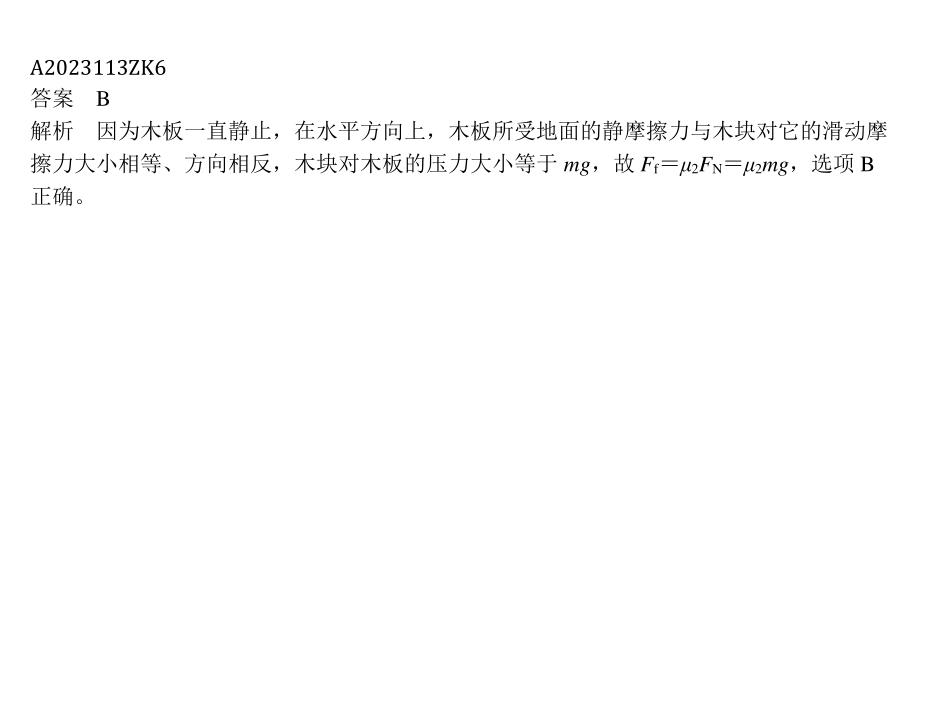 A2023113ZK6
答案　B
解析　因为木板一直静止，在水平方向上，木板所受地面的静摩擦力与木块对它的滑动摩
擦力大小相等、方向相反，木块对木板的压力大小等于 mg，故 Ff＝μ2FN＝μ2mg，选项 B
正确。